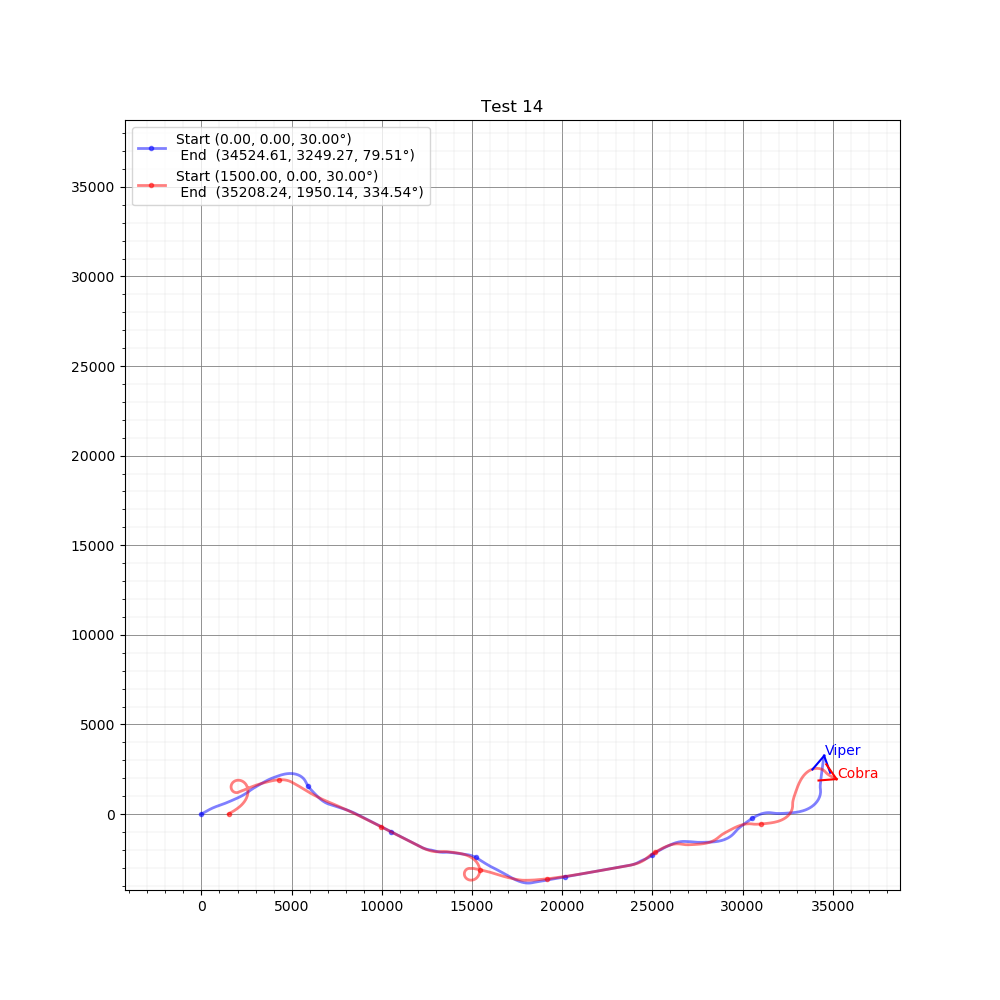 Test 14
Start (0.00, 0.00, 30.00°)
End (34524.61, 3249.27, 79.51°)
Start (1500.00, 0.00, 30.00°)
End (35208.24, 1950.14, 334.54°)
35000
30000
25000
20000
15000
10000
5000
0
Viper
Cobra
0 5000 10000 15000 20000 25000 30000 35000